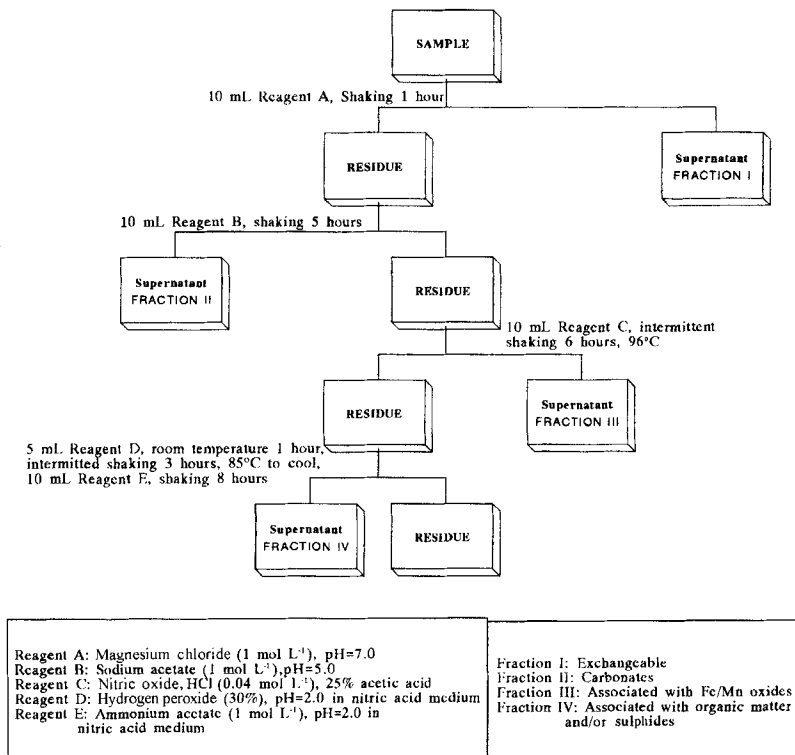 SAMPLE
10 mL Reagent A, Shaking 1 hour
RESIDUE
Supernatant
FRACTION I
10 mL Reagent B, shaking 5 hours
Supernatant
FRACTION II
RESIDUE
10 mL Reagent C, intermittent
shaking 6 hours, 96°C
RESIDUE
Supernatant
FRACTION III
5 mL Reagent D, room temperature 1 hour,
intermitted shaking 3 hours, 85°C to cool,
10 mL Reagent E, shaking 8 hours
Supernatant
FRACTION IV
RESIDUE
Reagent A: Magnesium chloride (1 mol L⁻¹), pH=7.0
Reagent B: Sodium acetate (1 mol L⁻¹),pH=5.0
Reagent C: Nitric oxide, HCl (0.04 mol L⁻¹), 25% acetic acid
Reagent D: Hydrogen peroxide (30%), pH=2.0 in nitric medium
Reagent E: Ammonium acetate (1 mol L⁻¹), pH=2.0 in
nitric acid medium
Fraction I: Exchangeable
Fraction II: Carbonates
Fraction III: Associated with Fe/Mn oxides
Fraction IV: Associated with organic matter
and/or sulphides